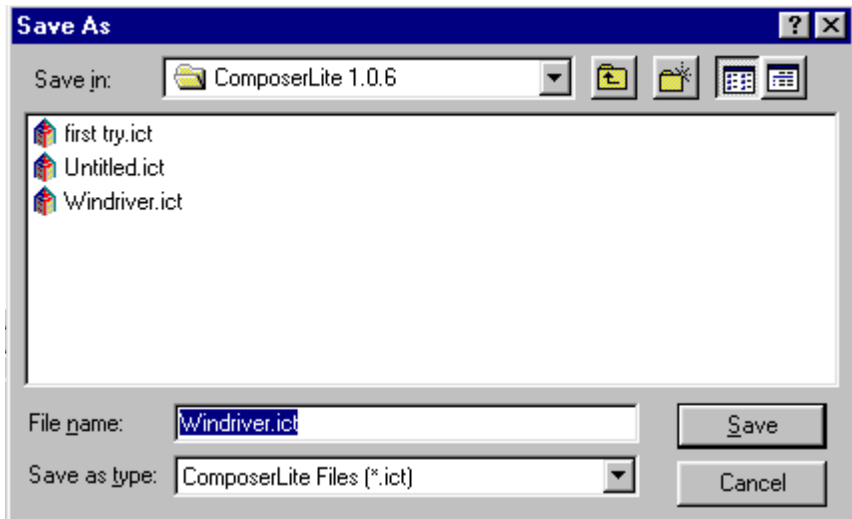 Save As
Save in: ComposerLite 1.0.6
first try.ict
Untitled.ict
Windriver.ict
File name: Windriver.ict Save
Save as type: ComposerLite Files (*.ict) Cancel